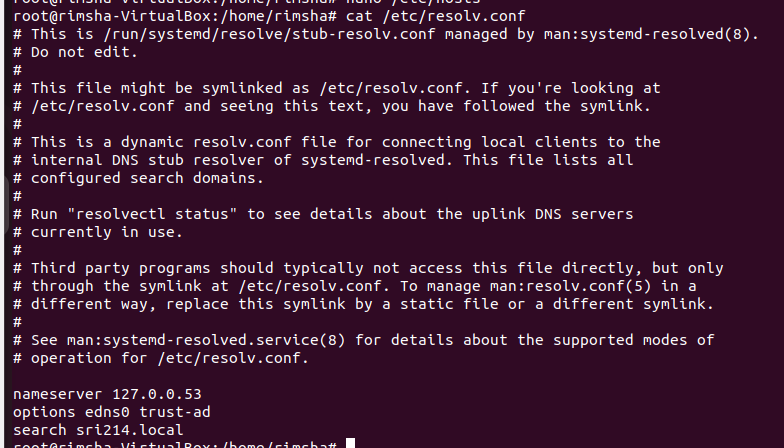 root@rimsha-VirtualBox:/home/rimsha# nano /etc/hosts
root@rimsha-VirtualBox:/home/rimsha# cat /etc/resolv.conf
# This is /run/systemd/resolve/stub-resolv.conf managed by man:systemd-resolved(8).
# Do not edit.
#
# This file might be symlinked as /etc/resolv.conf. If you're looking at
# /etc/resolv.conf and seeing this text, you have followed the symlink.
#
# This is a dynamic resolv.conf file for connecting local clients to the
# internal DNS stub resolver of systemd-resolved. This file lists all
# configured search domains.
#
# Run "resolvectl status" to see details about the uplink DNS servers
# currently in use.
#
# Third party programs should typically not access this file directly, but only
# through the symlink at /etc/resolv.conf. To manage man:resolv.conf(5) in a
# different way, replace this symlink by a static file or a different symlink.
#
# See man:systemd-resolved.service(8) for details about the supported modes of
# operation for /etc/resolv.conf.
nameserver 127.0.0.53
options edns0 trust-ad
search sri214.local
root@rimsha-VirtualBox:/home/rimsha#